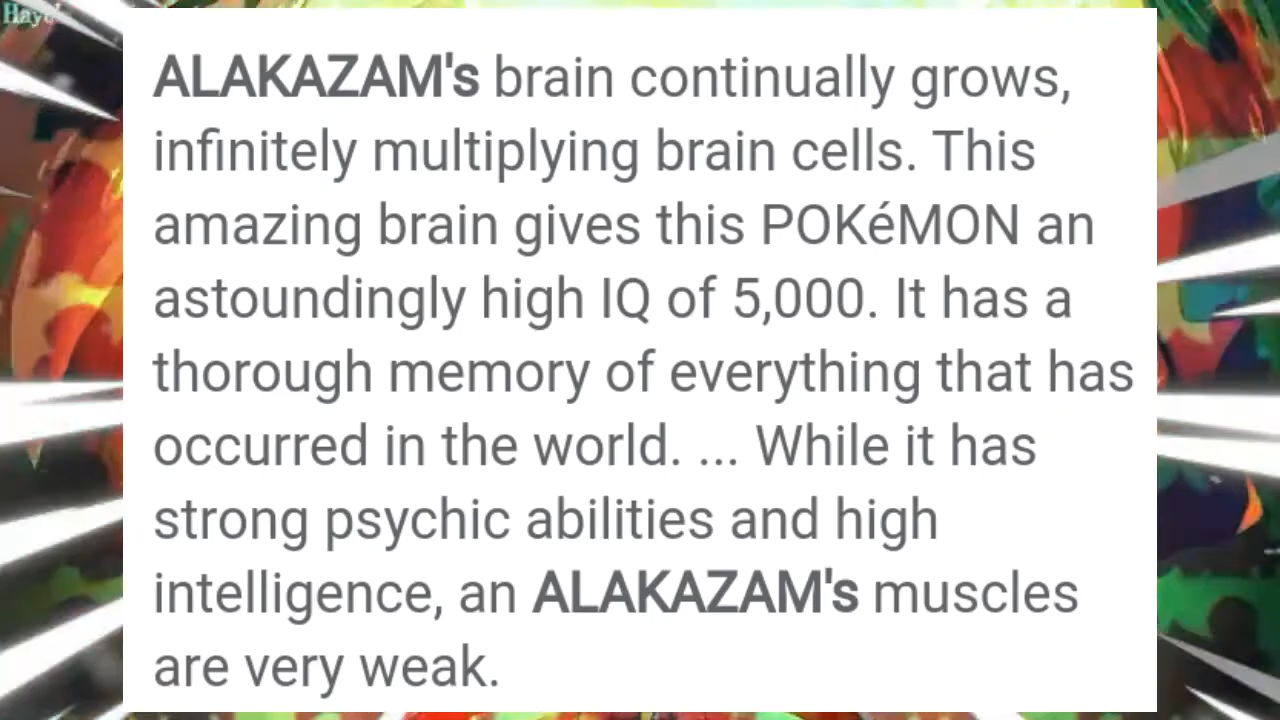 Haye
ALAKAZAM's brain continually grows,
infinitely multiplying brain cells. This
amazing brain gives this POKéMON an
astoundingly high IQ of 5,000. It has a
thorough memory of everything that has
occurred in the world. ... While it has
strong psychic abilities and high
intelligence, an ALAKAZAM's muscles
are very weak.